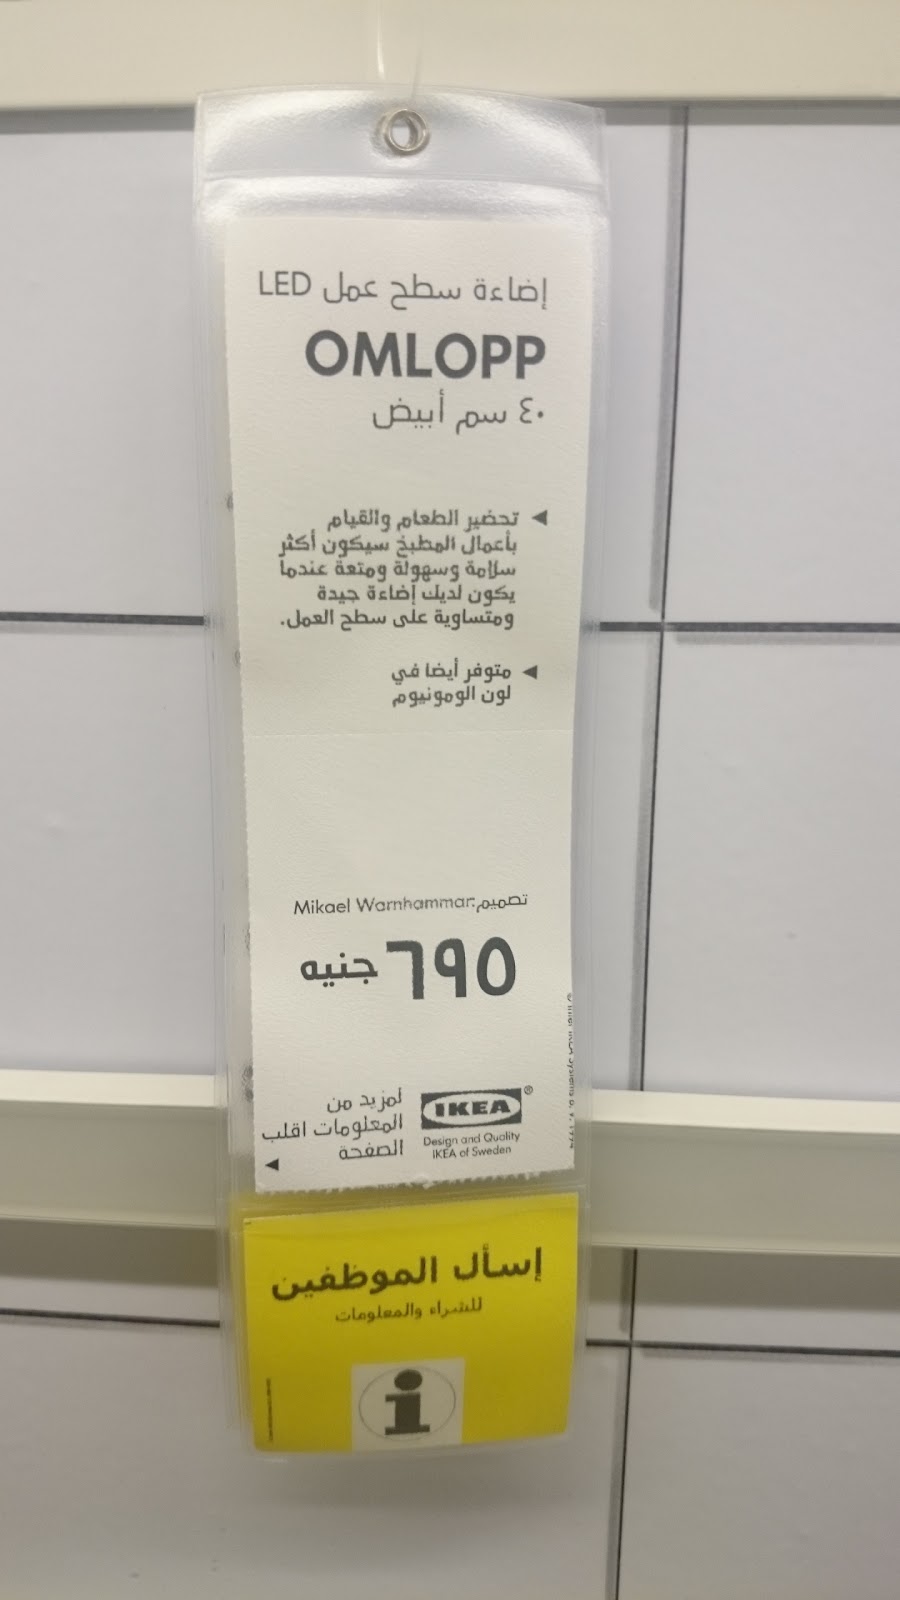 إضاءة سطح عمل LED
OMLOPP
٤٠ سم أبيض
◀ تحضير الطعام والقيام
بأعمال المطبخ سيكون أكثر
سلامة وسهولة ومتعة عندما
يكون لديك إضاءة جيدة
ومتساوية على سطح العمل.
◀ متوفر أيضا في
لون الومونيوم
تصميم:Mikael Warnhammar
٦٩٥ جنيه
لمزيد من
المعلومات اقلب
الصفحة
◀
IKEA®
Design and Quality
IKEA of Sweden
إسأل الموظفين
للشراء والمعلومات
i